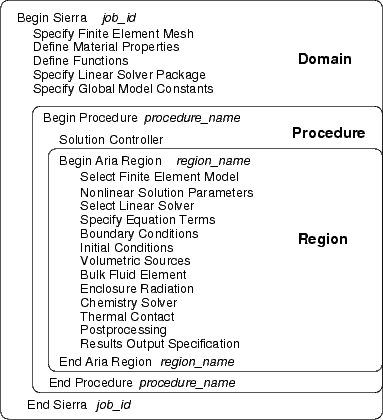 Begin Sierra job_id
Specify Finite Element Mesh
Define Material Properties
Define Functions
Specify Linear Solver Package
Specify Global Model Constants
Domain
Begin Procedure procedure_name
Procedure
Solution Controller
Begin Aria Region region_name
Select Finite Element Model
Nonlinear Solution Parameters
Select Linear Solver
Specify Equation Terms
Boundary Conditions
Initial Conditions
Volumetric Sources
Bulk Fluid Element
Enclosure Radiation
Chemistry Solver
Thermal Contact
Postprocessing
Results Output Specification
Region
End Aria Region region_name
End Procedure procedure_name
End Sierra job_id